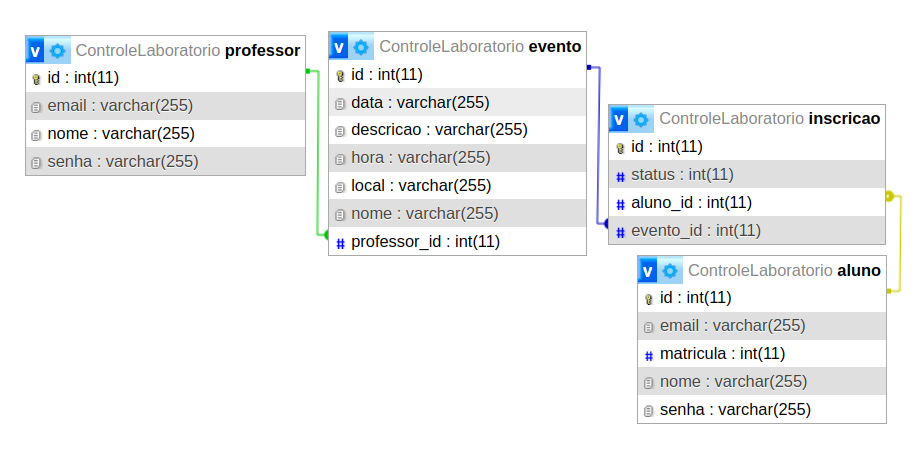 v ControleLaboratorio professor
id : int(11)
email : varchar(255)
nome : varchar(255)
senha : varchar(255)
v ControleLaboratorio evento
id : int(11)
data : varchar(255)
descricao : varchar(255)
hora : varchar(255)
local : varchar(255)
nome : varchar(255)
# professor_id : int(11)
v ControleLaboratorio inscricao
id : int(11)
# status : int(11)
# aluno_id : int(11)
# evento_id : int(11)
v ControleLaboratorio aluno
id : int(11)
email : varchar(255)
# matricula : int(11)
nome : varchar(255)
senha : varchar(255)